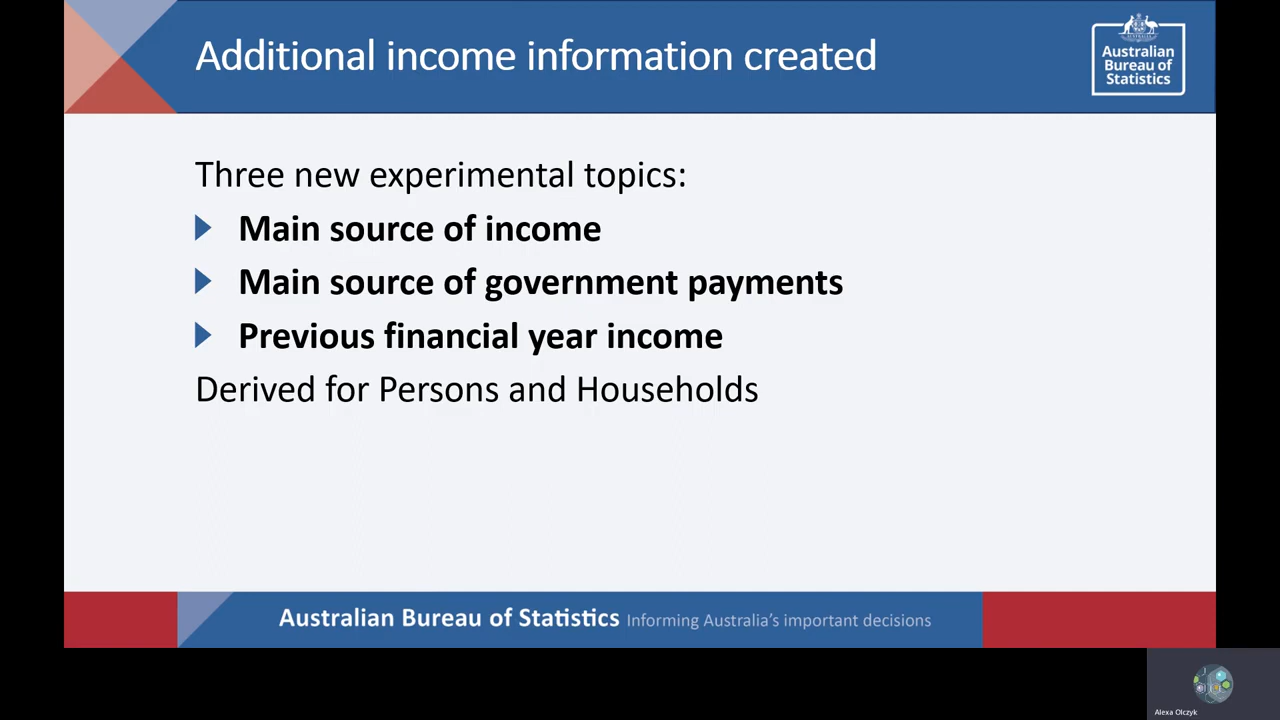 Additional income information created
Australian
Bureau of
Statistics
Three new experimental topics:
Main source of income
Main source of government payments
Previous financial year income
Derived for Persons and Households
Australian Bureau of Statistics Informing Australia's important decisions
Alexa Olczyk